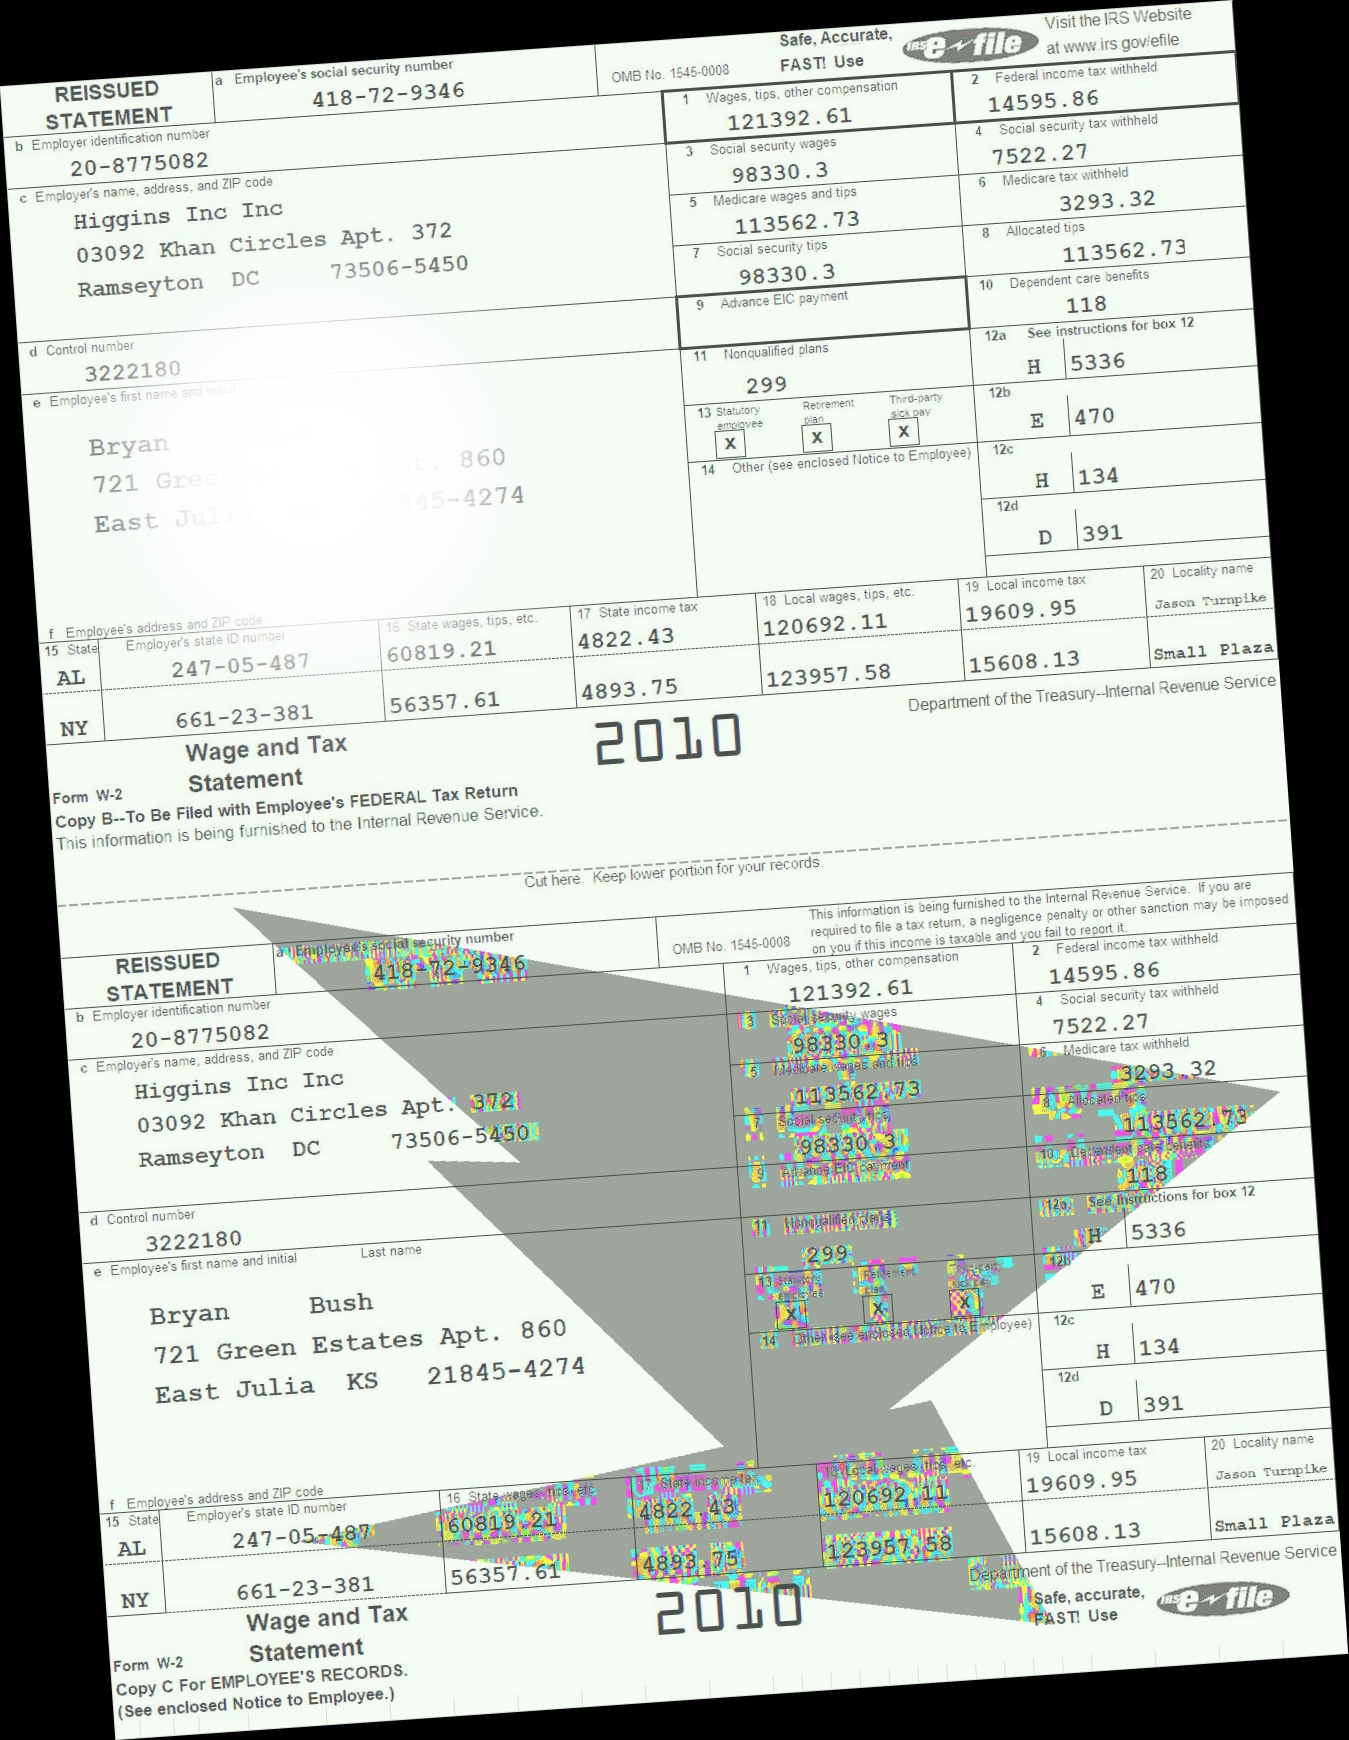 REISSUED STATEMENT
a Employee's social security number
418-72-9346
OMB No. 1545-0008
Safe, Accurate, FAST! Use
IRS e-file
Visit the IRS Website at www.irs.gov/efile
b Employer identification number
20-8775082
1 Wages, tips, other compensation
121392.61
2 Federal income tax withheld
14595.86
3 Social security wages
98330.3
4 Social security tax withheld
7522.27
c Employer's name, address, and ZIP code
Higgins Inc Inc
03092 Khan Circles Apt. 372
Ramseyton DC 73506-5450
5 Medicare wages and tips
113562.73
6 Medicare tax withheld
3293.32
7 Social security tips
98330.3
8 Allocated tips
113562.73
d Control number
3222180
9 Advance EIC payment
10 Dependent care benefits
118
e Employee's first name and initial
Bryan
721 Green Apt. 860
East Julia 21845-4274
11 Nonqualified plans
299
12a See instructions for box 12
H 5336
13 Statutory employee X
Retirement plan X
Third-party sick pay X
12b
E 470
14 Other (see enclosed Notice to Employee)
12c
H 134
12d
D 391
f Employee's address and ZIP code
15 State Employer's state ID number
16 State wages, tips, etc.
17 State income tax
18 Local wages, tips, etc.
19 Local income tax
20 Locality name
AL 247-05-487 60819.21 4822.43 120692.11 19609.95 Jason Turnpike
NY 661-23-381 56357.61 4893.75 123957.58 15608.13 Small Plaza
Form W-2 Wage and Tax Statement
2010
Department of the Treasury--Internal Revenue Service
Copy B--To Be Filed with Employee's FEDERAL Tax Return
This information is being furnished to the Internal Revenue Service.
Cut here. Keep lower portion for your records.
REISSUED STATEMENT
a Employee's social security number
418-72-9346
OMB No. 1545-0008
This information is being furnished to the Internal Revenue Service. If you are
required to file a tax return, a negligence penalty or other sanction may be imposed
on you if this income is taxable and you fail to report it.
b Employer identification number
20-8775082
1 Wages, tips, other compensation
121392.61
2 Federal income tax withheld
14595.86
3 Social security wages
98330.3
4 Social security tax withheld
7522.27
c Employer's name, address, and ZIP code
Higgins Inc Inc
03092 Khan Circles Apt. 372
Ramseyton DC 73506-5450
5 Medicare wages and tips
113562.73
6 Medicare tax withheld
3293.32
7 Social security tips
98330.3
8 Allocated tips
113562.73
d Control number
3222180
9 Advance EIC payment
10 Dependent care benefits
118
e Employee's first name and initial Last name
Bryan Bush
721 Green Estates Apt. 860
East Julia KS 21845-4274
11 Nonqualified plans
299
12a See instructions for box 12
H 5336
13 Statutory employee X
Retirement plan X
Third-party sick pay X
12b
E 470
14 Other (see enclosed Notice to Employee)
12c
H 134
12d
D 391
f Employee's address and ZIP code
15 State Employer's state ID number
16 State wages, tips, etc.
17 State income tax
18 Local wages, tips, etc.
19 Local income tax
20 Locality name
AL 247-05-487 60819.21 4822.43 120692.11 19609.95 Jason Turnpike
NY 661-23-381 56357.61 4893.75 123957.58 15608.13 Small Plaza
Form W-2 Wage and Tax Statement
2010
Department of the Treasury--Internal Revenue Service
Safe, accurate, FAST! Use
IRS e-file
Copy C For EMPLOYEE'S RECORDS.
(See enclosed Notice to Employee.)